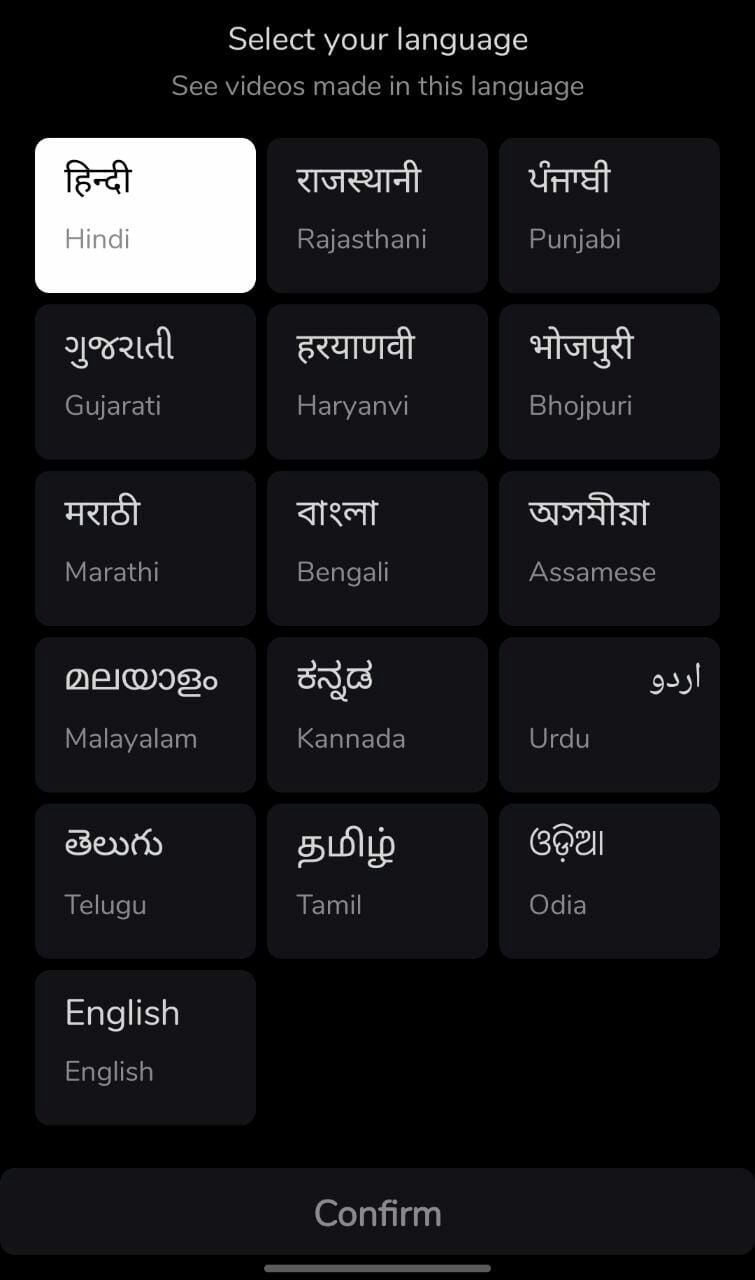 Select your language
See videos made in this language
हिन्दी
Hindi
राजस्थानी
Rajasthani
ਪੰਜਾਬੀ
Punjabi
ગુજરાતી
Gujarati
हरयाणवी
Haryanvi
भोजपुरी
Bhojpuri
मराठी
Marathi
বাংলা
Bengali
অসমীয়া
Assamese
മലയാളം
Malayalam
ಕನ್ನಡ
Kannada
اردو
Urdu
తెలుగు
Telugu
தமிழ்
Tamil
ଓଡ଼ିଆ
Odia
English
English
Confirm